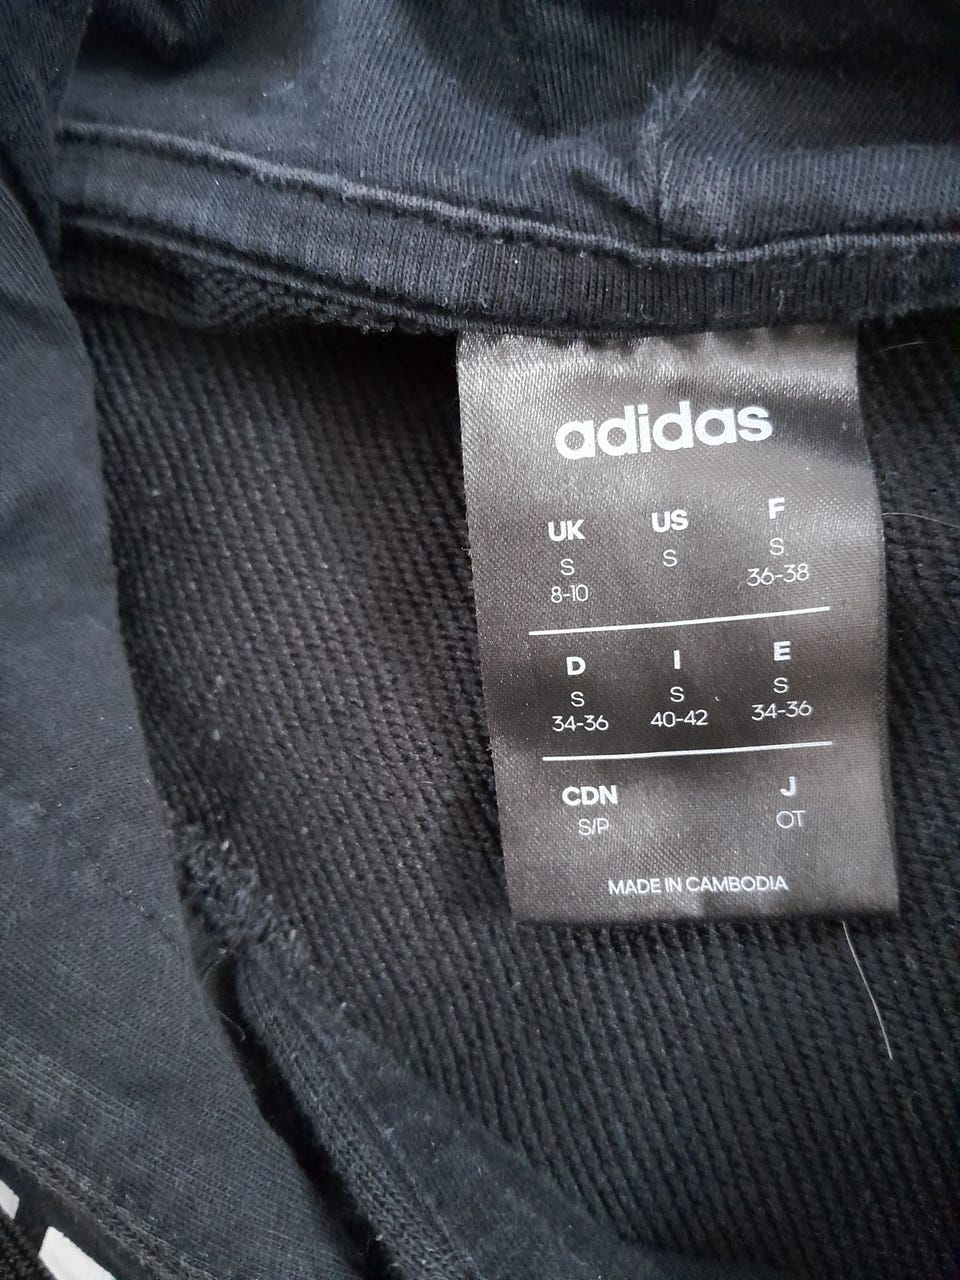 adidas
UK US F
S S S
8-10 36-38
D I E
S S S
34-36 40-42 34-36
CDN J
S/P OT
MADE IN CAMBODIA